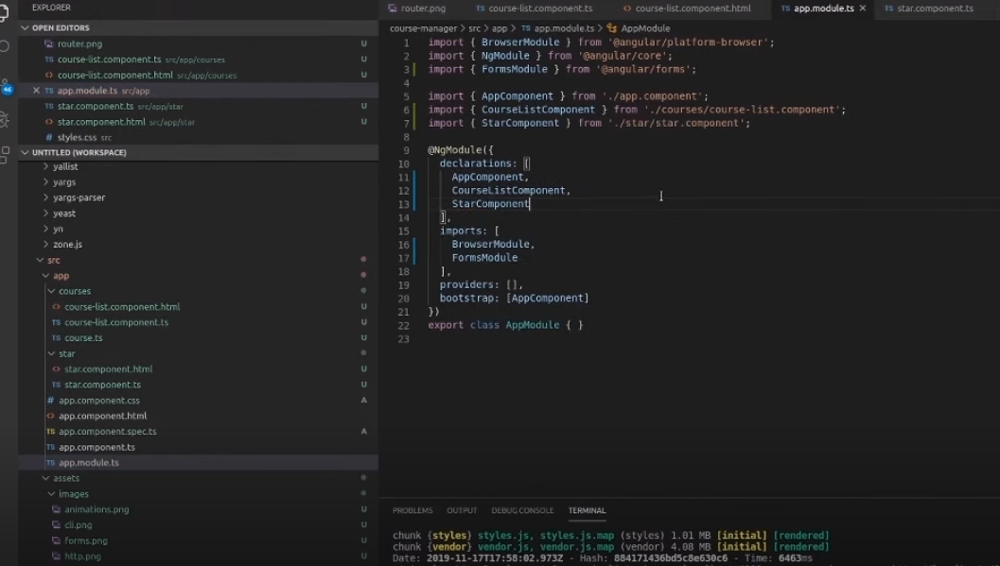 EXPLORER
OPEN EDITORS
router.png U
TS course-list.component.ts src/app/courses U
<> course-list.component.html src/app/courses U
× TS app.module.ts src/app
TS star.component.ts src/app/star U
<> star.component.html src/app/star U
# styles.css src
UNTITLED (WORKSPACE)
> yallist
> yargs
> yargs-parser
> yeast
> yn
> zone.js
src
app
courses
<> course-list.component.html U
TS course-list.component.ts U
TS course.ts U
star
<> star.component.html U
TS star.component.ts U
# app.component.css A
<> app.component.html
TS app.component.spec.ts A
TS app.component.ts
TS app.module.ts
assets
images
animations.png U
cli.png U
forms.png U
http.png U
router.png TS course-list.component.ts <> course-list.component.html TS app.module.ts × TS star.component.ts
course-manager > src > app > TS app.module.ts > AppModule
1 import { BrowserModule } from '@angular/platform-browser';
2 import { NgModule } from '@angular/core';
3 import { FormsModule } from '@angular/forms';
4
5 import { AppComponent } from './app.component';
6 import { CourseListComponent } from './courses/course-list.component';
7 import { StarComponent } from './star/star.component';
8
9 @NgModule({
10 declarations: [
11 AppComponent,
12 CourseListComponent,
13 StarComponent
14 ],
15 imports: [
16 BrowserModule,
17 FormsModule
18 ],
19 providers: [],
20 bootstrap: [AppComponent]
21 })
22 export class AppModule { }
23
PROBLEMS OUTPUT DEBUG CONSOLE TERMINAL
chunk {styles} styles.js, styles.js.map (styles) 1.01 MB [initial] [rendered]
chunk {vendor} vendor.js, vendor.js.map (vendor) 4.08 MB [initial] [rendered]
Date: 2019-11-17T17:58:02.973Z - Hash: 884171436bd5c8e630c6 - Time: 6463ms